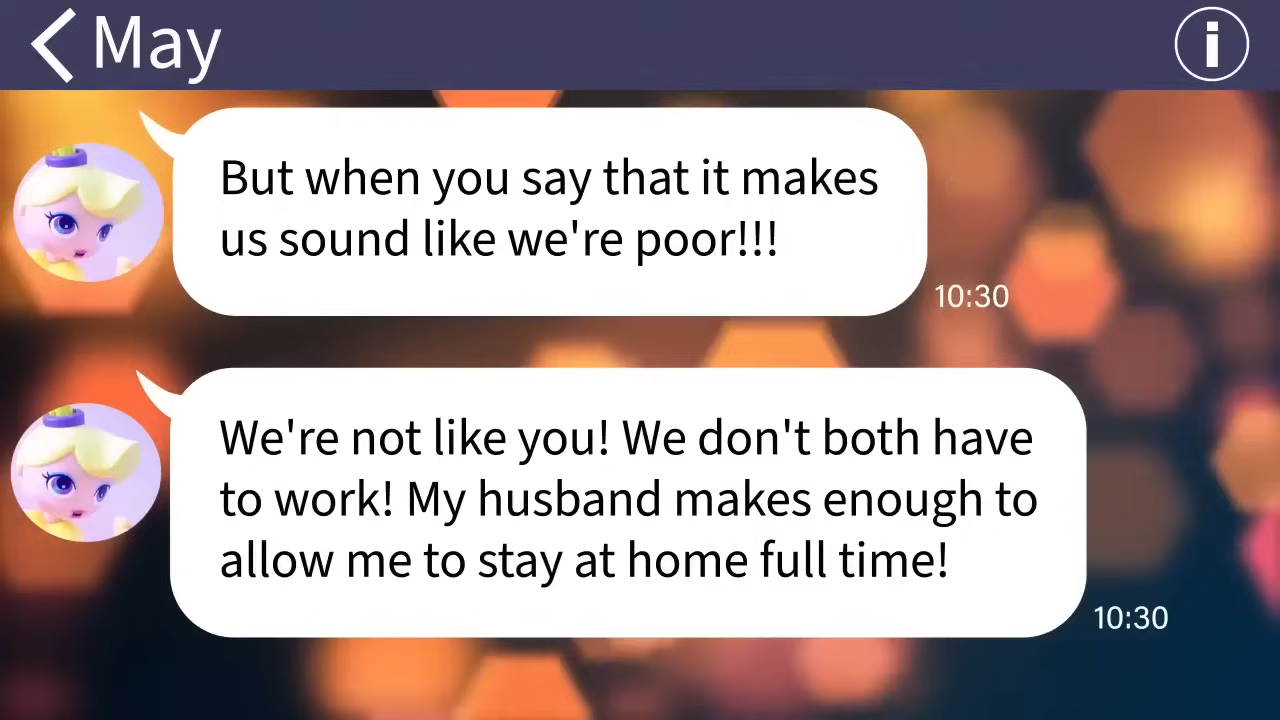 May
But when you say that it makes
us sound like we're poor!!!
10:30
We're not like you! We don't both have
to work! My husband makes enough to
allow me to stay at home full time!
10:30